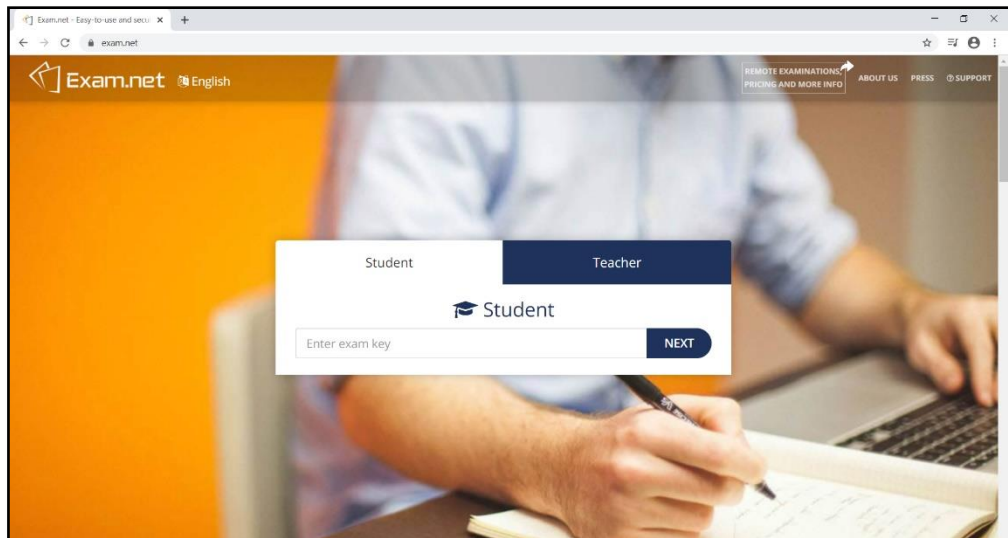 Exam.net - Easy-to-use and secu
exam.net
Exam.net English
REMOTE EXAMINATIONS,
PRICING AND MORE INFO
ABOUT US PRESS SUPPORT
Student Teacher
Student
Enter exam key NEXT